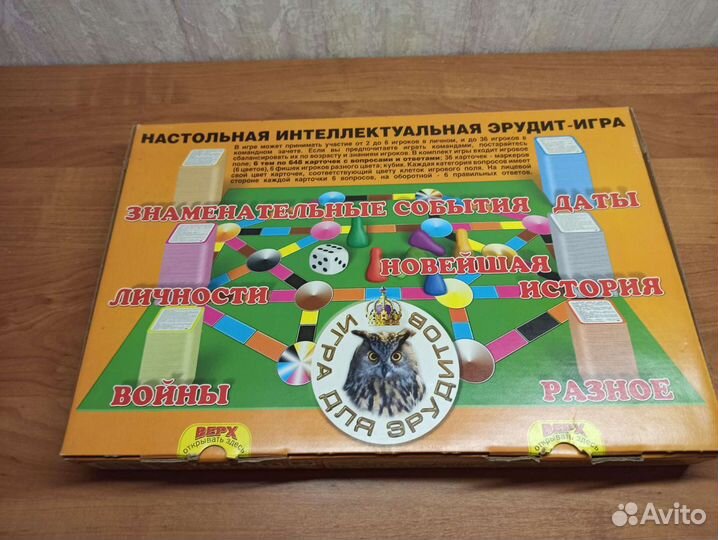 НАСТОЛЬНАЯ ИНТЕЛЛЕКТУАЛЬНАЯ ЭРУДИТ-ИГРА
В игре может принимать участие от 2 до 6 игроков в личном, и до 36 игроков в
командном зачете. Если вы предпочитаете играть командами, постарайтесь
сбалансировать их по возрасту и знаниям игроков. В комплект игры входит игровое
поле; 6 тем по 648 карточек с вопросами и ответами; 36 карточек - маркеров
(6 цветов), 6 фишек игроков разного цвета; кубик. Каждая категория вопросов имеет
свой цвет карточек, соответствующий цвету клеток игрового поля. На лицевой
стороне каждой карточки 6 вопросов, на оборотной - 6 правильных ответов.
ЗНАМЕНАТЕЛЬНЫЕ СОБЫТИЯ ДАТЫ
НОВЕЙШАЯ
ЛИЧНОСТИ ИСТОРИЯ
ИГРА ДЛЯ ЭРУДИТОВ
ВОЙНЫ РАЗНОЕ
ВЕРХ
открывать здесь
ВЕРХ
открывать здесь
Avito